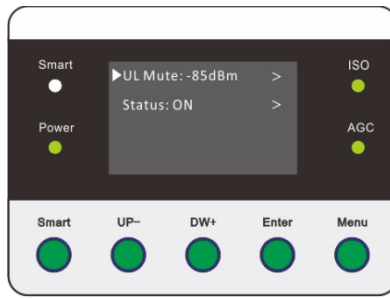 Smart
ISO
▶UL Mute: -85dBm >
Status: ON >
Power
AGC
Smart UP− DW+ Enter Menu